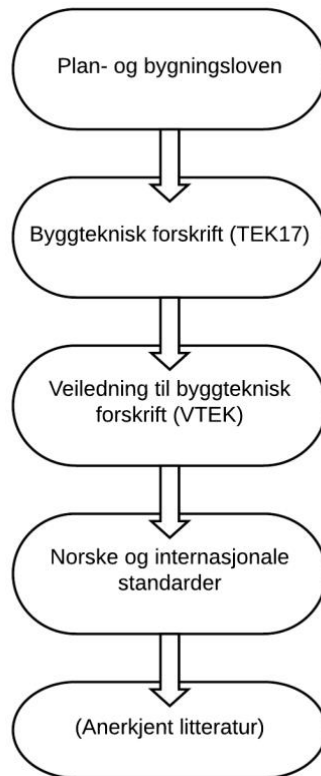 Plan- og bygningsloven
Byggteknisk forskrift (TEK17)
Veiledning til byggteknisk
forskrift (VTEK)
Norske og internasjonale
standarder
(Anerkjent litteratur)